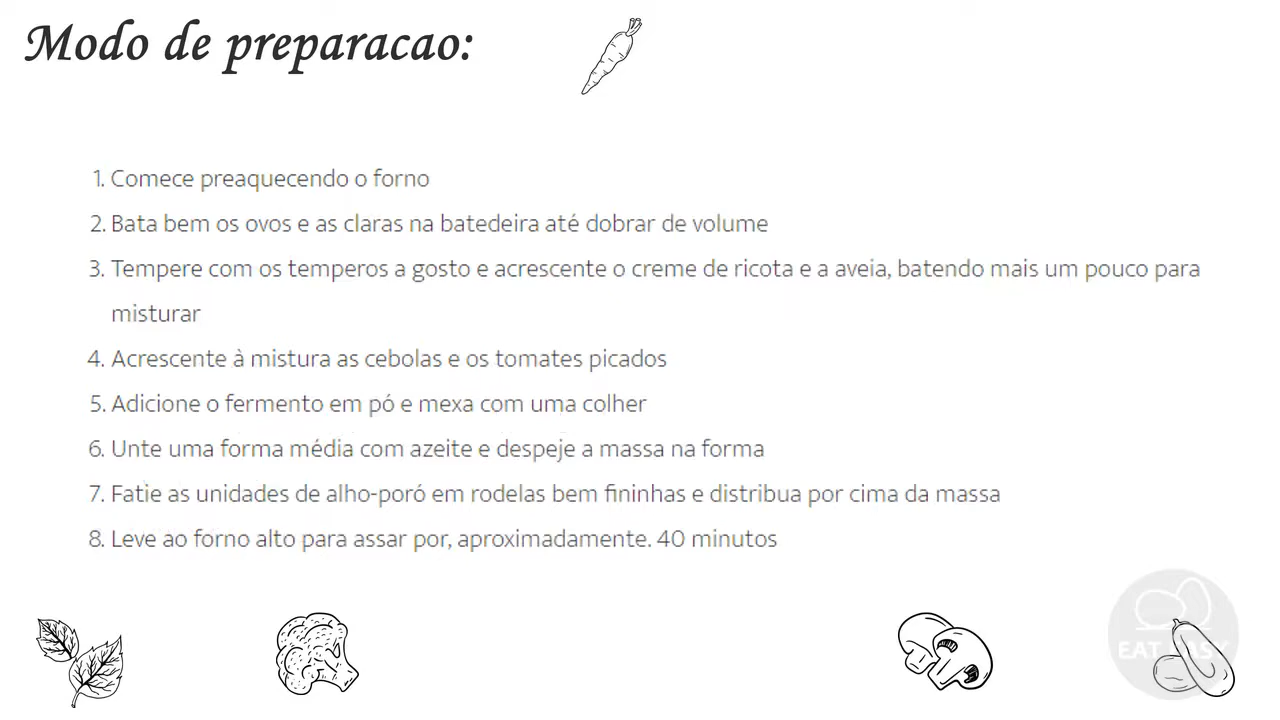 Modo de preparacao:
1. Comece preaquecendo o forno
2. Bata bem os ovos e as claras na batedeira até dobrar de volume
3. Tempere com os temperos a gosto e acrescente o creme de ricota e a aveia, batendo mais um pouco para
misturar
4. Acrescente à mistura as cebolas e os tomates picados
5. Adicione o fermento em pó e mexa com uma colher
6. Unte uma forma média com azeite e despeje a massa na forma
7. Fatie as unidades de alho-poró em rodelas bem fininhas e distribua por cima da massa
8. Leve ao forno alto para assar por, aproximadamente. 40 minutos
EAT EASY